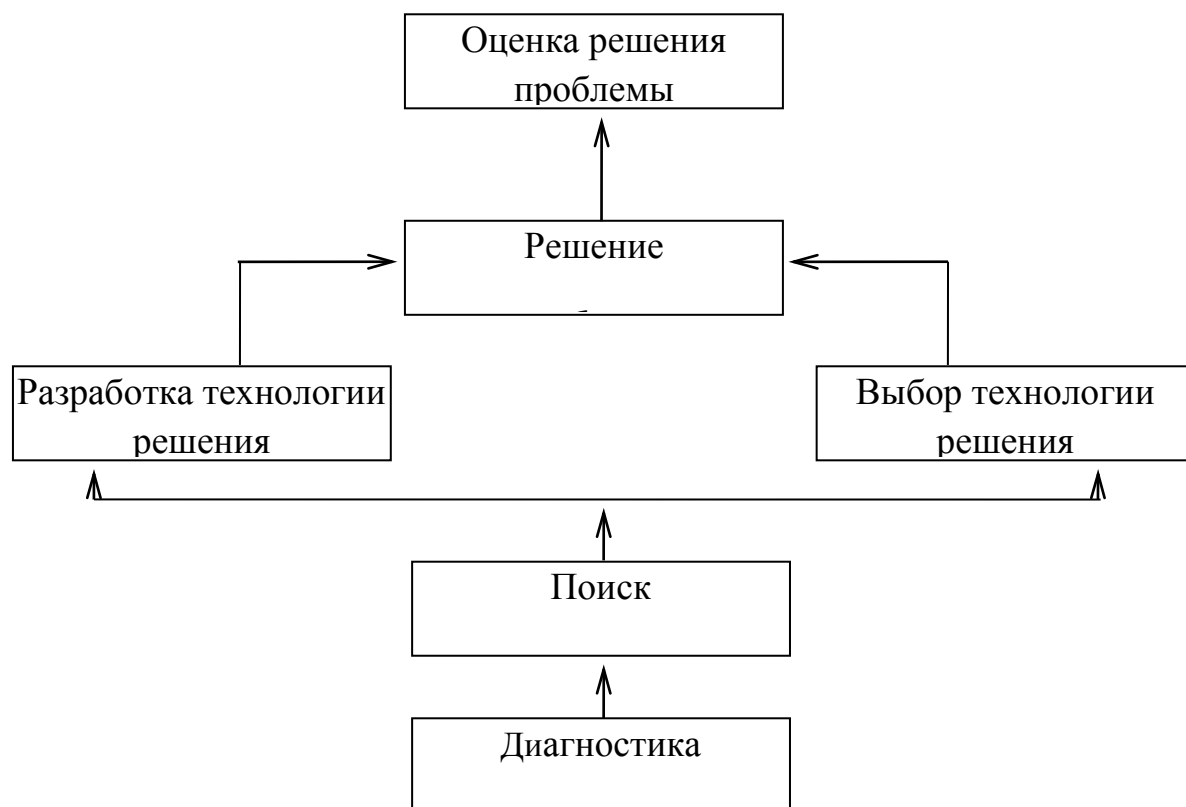 Оценка решения
проблемы
Решение
Разработка технологии
решения
Выбор технологии
решения
Поиск
Диагностика